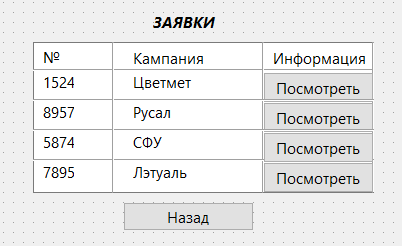 ЗАЯВКИ
№ Кампания Информация
1524 Цветмет Посмотреть
8957 Русал Посмотреть
5874 СФУ Посмотреть
7895 Лэтуаль Посмотреть
Назад